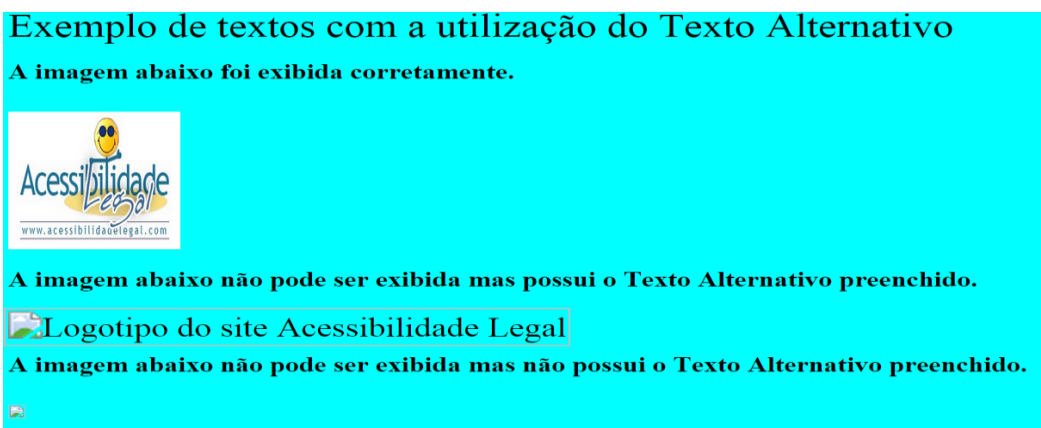 Exemplo de textos com a utilização do Texto Alternativo
A imagem abaixo foi exibida corretamente.
Acessibilidade
Legal
www.acessibilidadelegal.com
A imagem abaixo não pode ser exibida mas possui o Texto Alternativo preenchido.
Logotipo do site Acessibilidade Legal
A imagem abaixo não pode ser exibida mas não possui o Texto Alternativo preenchido.